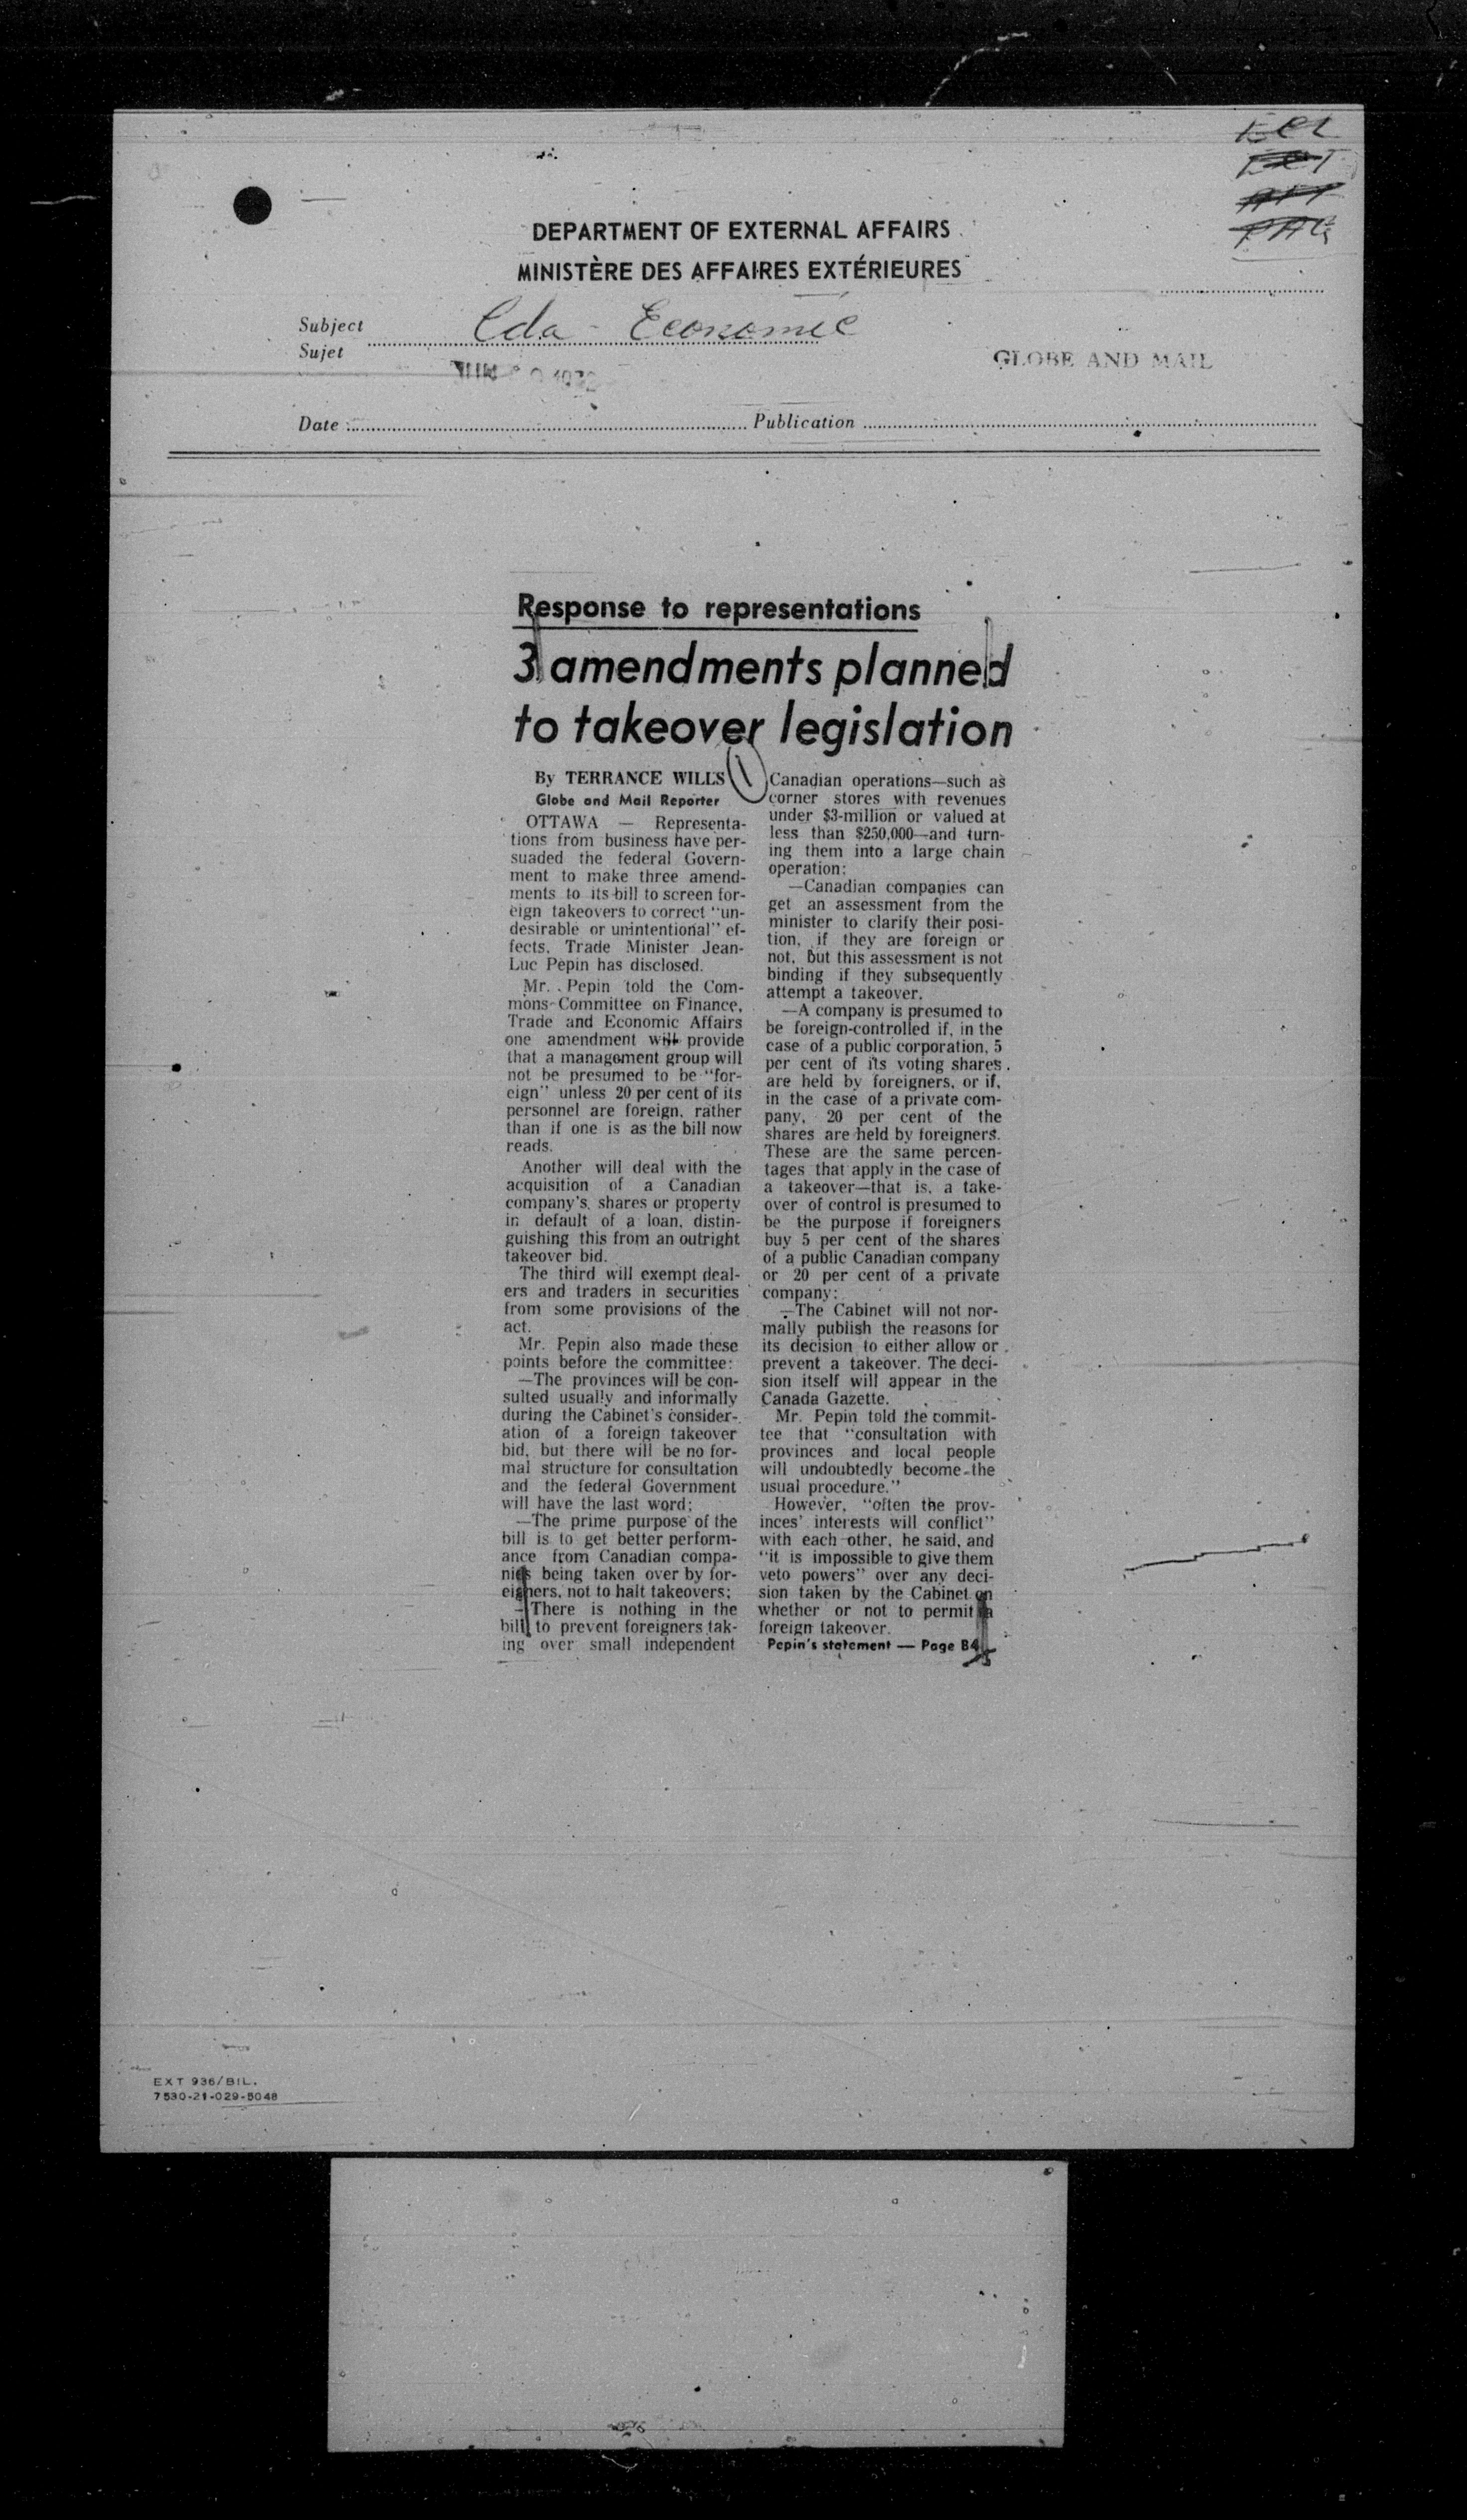 DEPARTMENT OF EXTERNAL AFFAIRS
MINISTÈRE DES AFFAIRES EXTÉRIEURES
Subject
Sujet
Cda - Economic
GLOBE AND MAIL
Date
Publication
Response to representations
3 amendments planned
to takeover legislation
By TERRANCE WILLS
Globe and Mail Reporter
OTTAWA — Representa-
tions from business have per-
suaded the federal Govern-
ment to make three amend-
ments to its bill to screen for-
eign takeovers to correct "un-
desirable or unintentional" ef-
fects, Trade Minister Jean-
Luc Pepin has disclosed.
Mr. Pepin told the Com-
mons Committee on Finance,
Trade and Economic Affairs
one amendment will provide
that a management group will
not be presumed to be "for-
eign" unless 20 per cent of its
personnel are foreign, rather
than if one is as the bill now
reads.
Another will deal with the
acquisition of a Canadian
company's shares or property
in default of a loan, distin-
guishing this from an outright
takeover bid.
The third will exempt deal-
ers and traders in securities
from some provisions of the
act.
Mr. Pepin also made these
points before the committee:
—The provinces will be con-
sulted usually and informally
during the Cabinet's consider-
ation of a foreign takeover
bid, but there will be no for-
mal structure for consultation
and the federal Government
will have the last word;
—The prime purpose of the
bill is to get better perform-
ance from Canadian compa-
nies being taken over by for-
eigners, not to halt takeovers;
—There is nothing in the
bill to prevent foreigners tak-
ing over small independent
Canadian operations—such as
corner stores with revenues
under $3-million or valued at
less than $250,000—and turn-
ing them into a large chain
operation;
—Canadian companies can
get an assessment from the
minister to clarify their posi-
tion, if they are foreign or
not, but this assessment is not
binding if they subsequently
attempt a takeover.
—A company is presumed to
be foreign-controlled if, in the
case of a public corporation, 5
per cent of its voting shares
are held by foreigners, or if,
in the case of a private com-
pany, 20 per cent of the
shares are held by foreigners.
These are the same percen-
tages that apply in the case of
a takeover—that is, a take-
over of control is presumed to
be the purpose if foreigners
buy 5 per cent of the shares
of a public Canadian company
or 20 per cent of a private
company;
—The Cabinet will not nor-
mally publish the reasons for
its decision to either allow or
prevent a takeover. The deci-
sion itself will appear in the
Canada Gazette.
Mr. Pepin told the commit-
tee that "consultation with
provinces and local people
will undoubtedly become the
usual procedure."
However, "often the prov-
inces' interests will conflict"
with each other, he said, and
"it is impossible to give them
veto powers" over any deci-
sion taken by the Cabinet on
whether or not to permit a
foreign takeover.
Pepin's statement — Page B4
EXT 936/BIL.
7530-21-029-5048